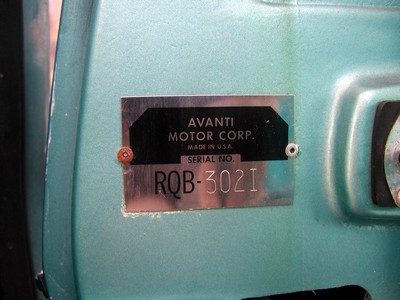 AVANTI
MOTOR CORP.
MADE IN U.S.A.
SERIAL NO.
RQB-3021